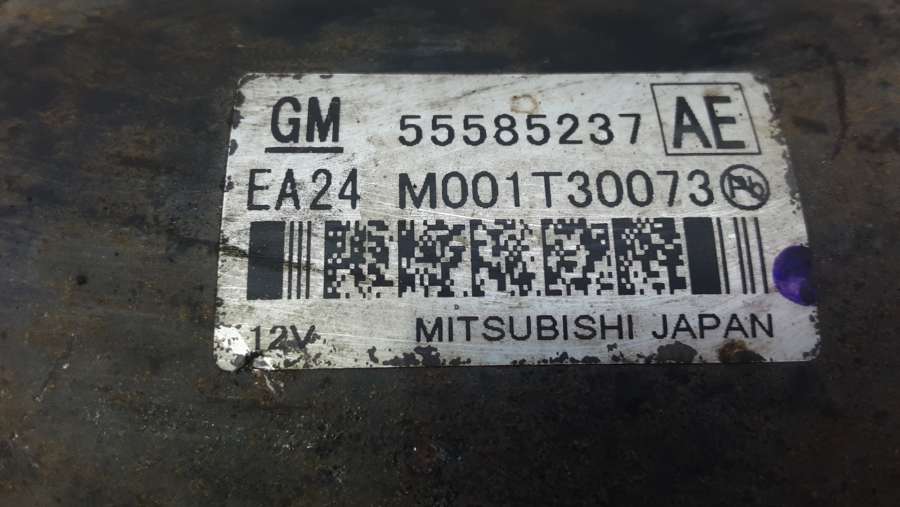 GM 55585237 AE
EA24 M001T30073 Pb
12V MITSUBISHI JAPAN